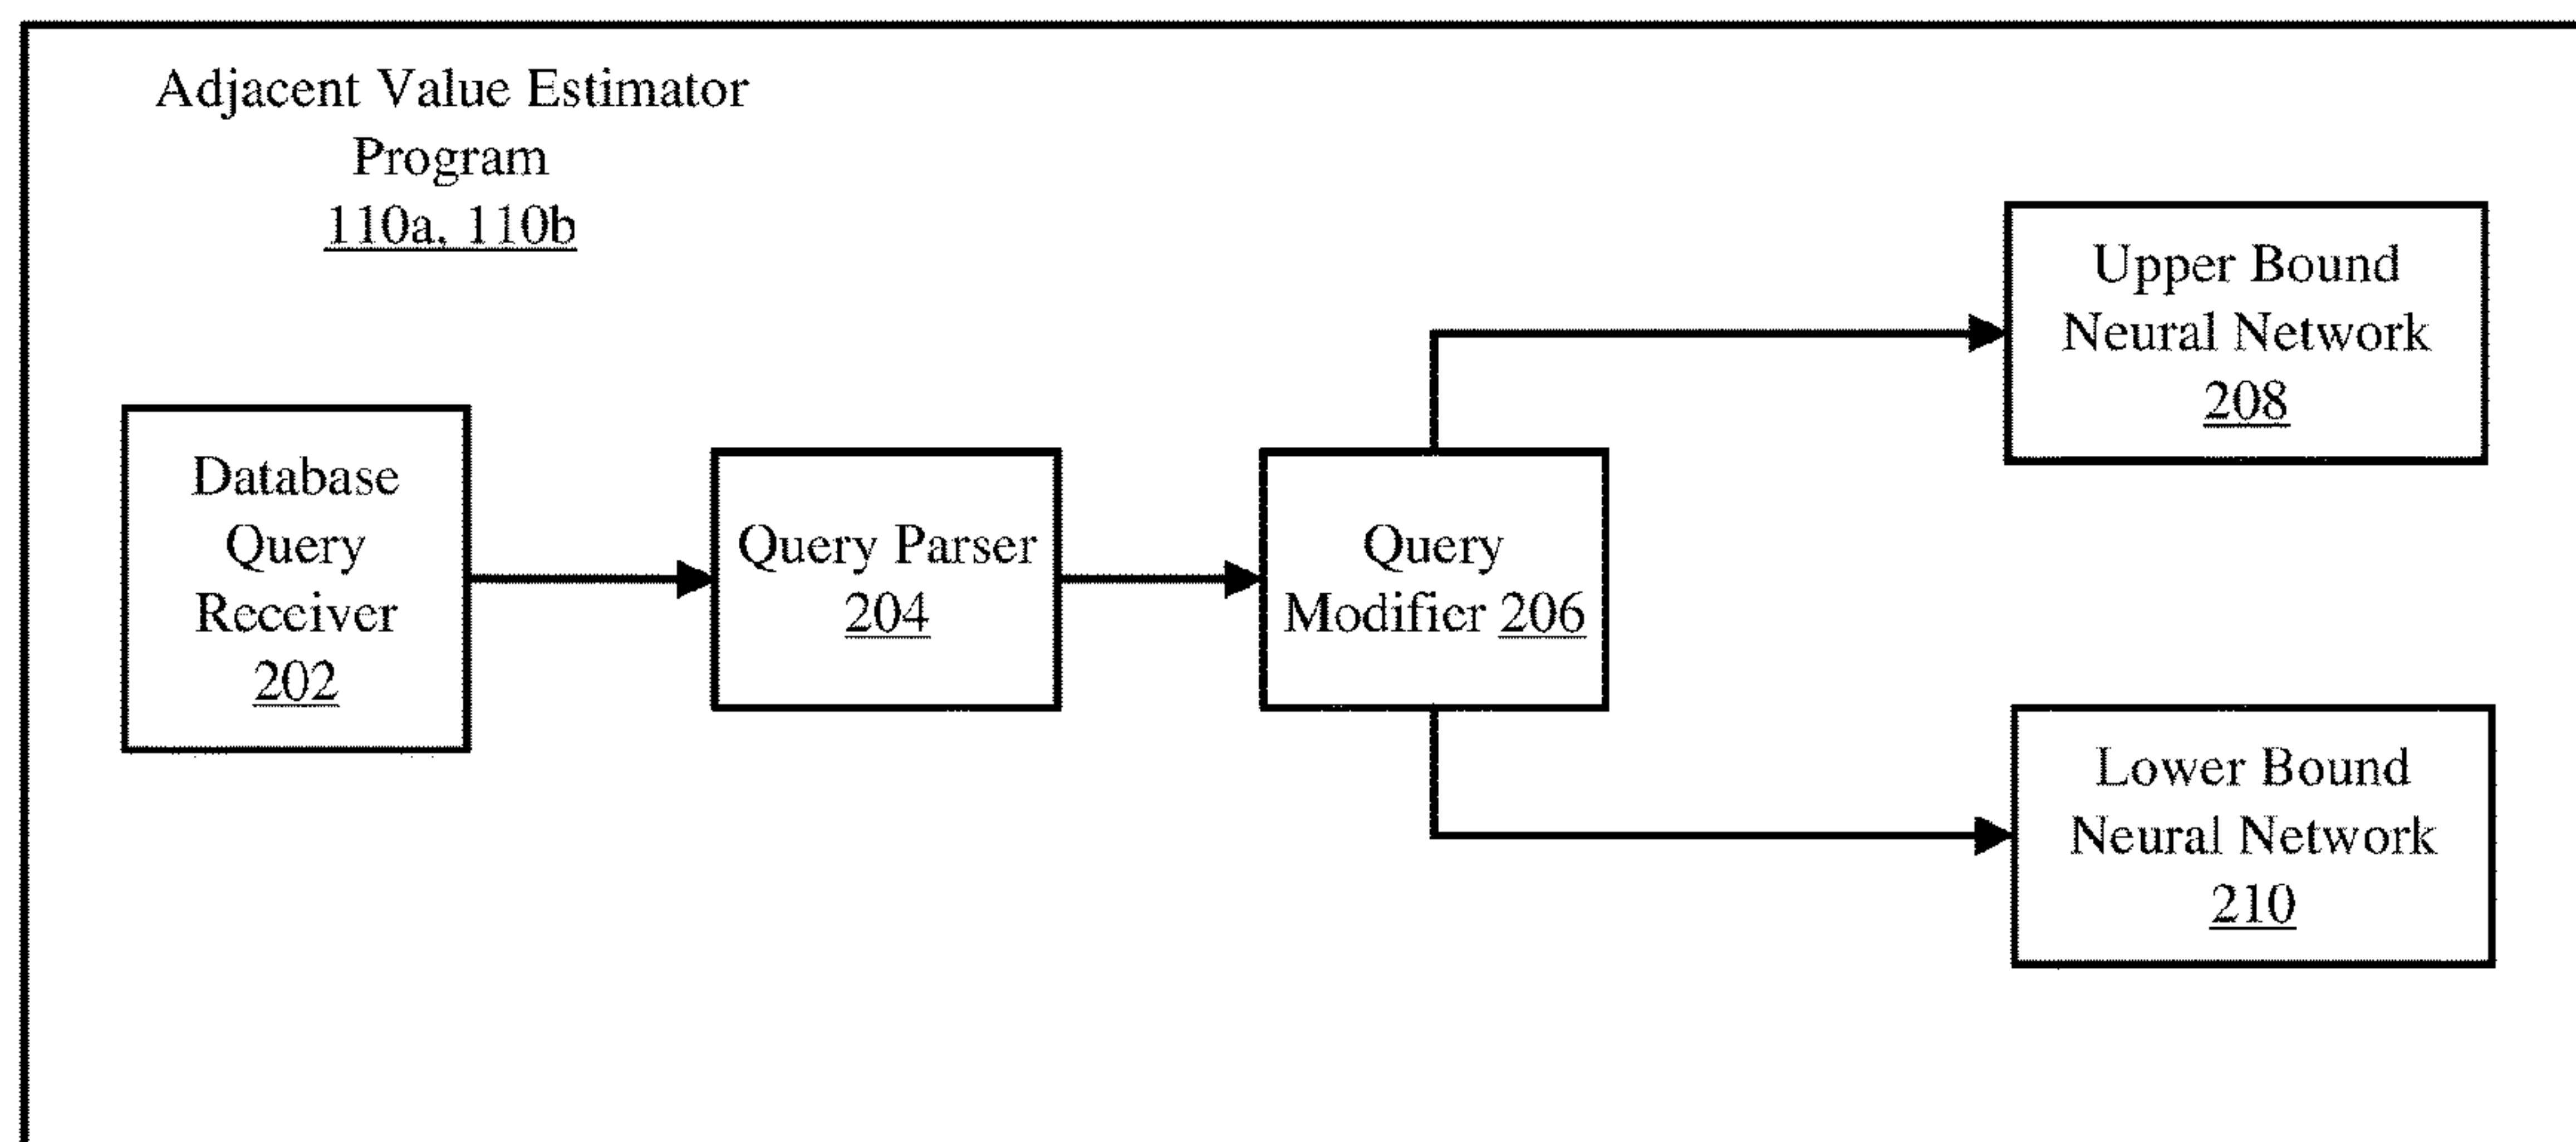 Adjacent Value Estimator
Program
110a, 110b
Database
Query
Receiver
202
Query Parser
204
Query
Modifier 206
Upper Bound
Neural Network
208
Lower Bound
Neural Network
210